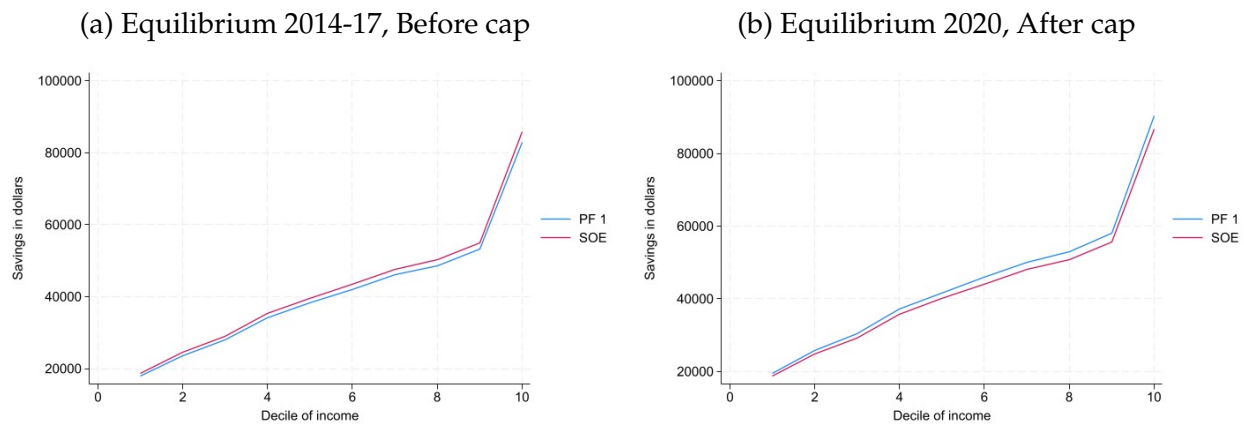 (a) Equilibrium 2014-17, Before cap
100000
80000
60000
40000
20000
Savings in dollars
0 2 4 6 8 10
Decile of income
PF 1
SOE
(b) Equilibrium 2020, After cap
100000
80000
60000
40000
20000
Savings in dollars
0 2 4 6 8 10
Decile of income
PF 1
SOE